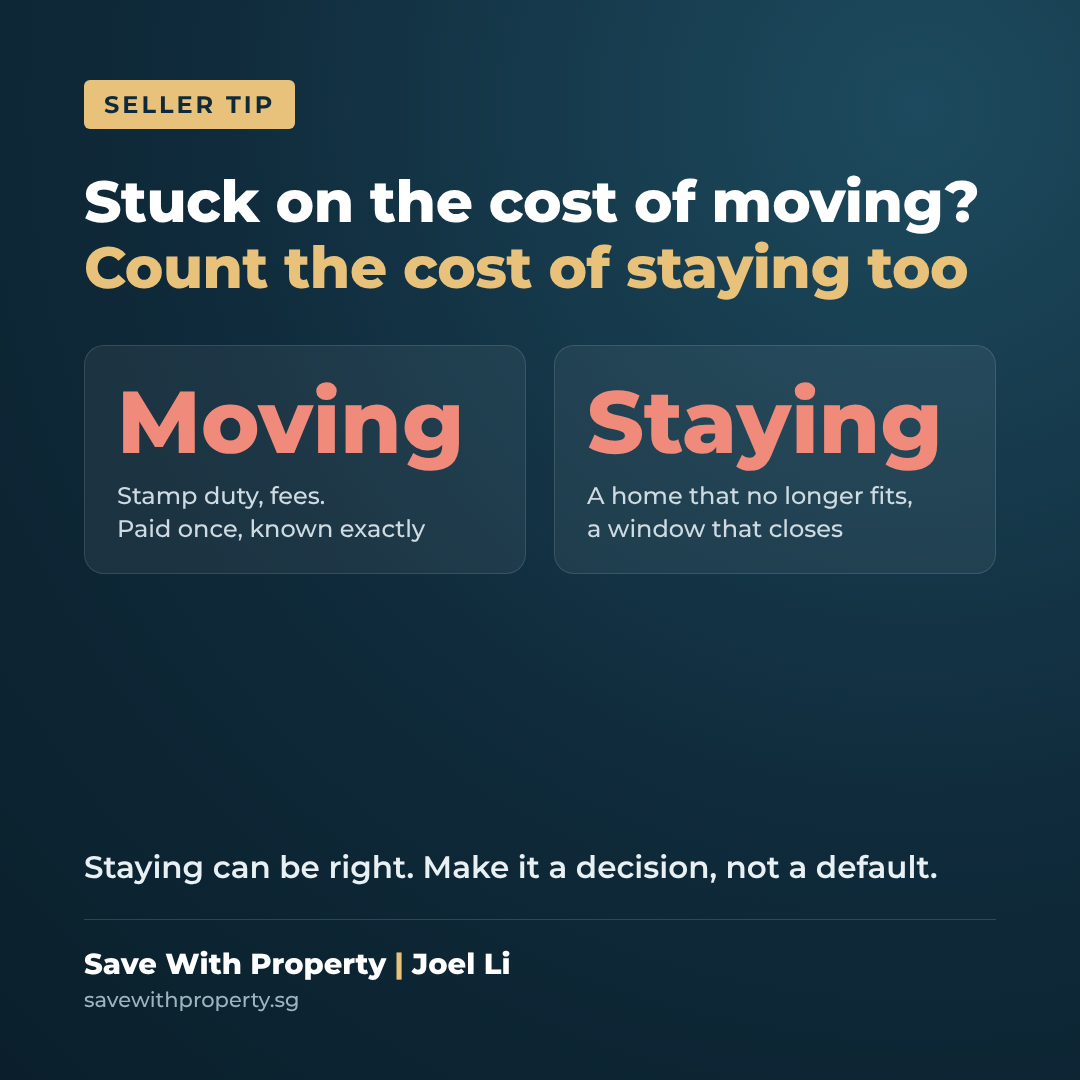 SELLER TIP
Stuck on the cost of moving?
Count the cost of staying too
Moving
Stamp duty, fees.
Paid once, known exactly
Staying
A home that no longer fits,
a window that closes
Staying can be right. Make it a decision, not a default.
Save With Property | Joel Li
savewithproperty.sg